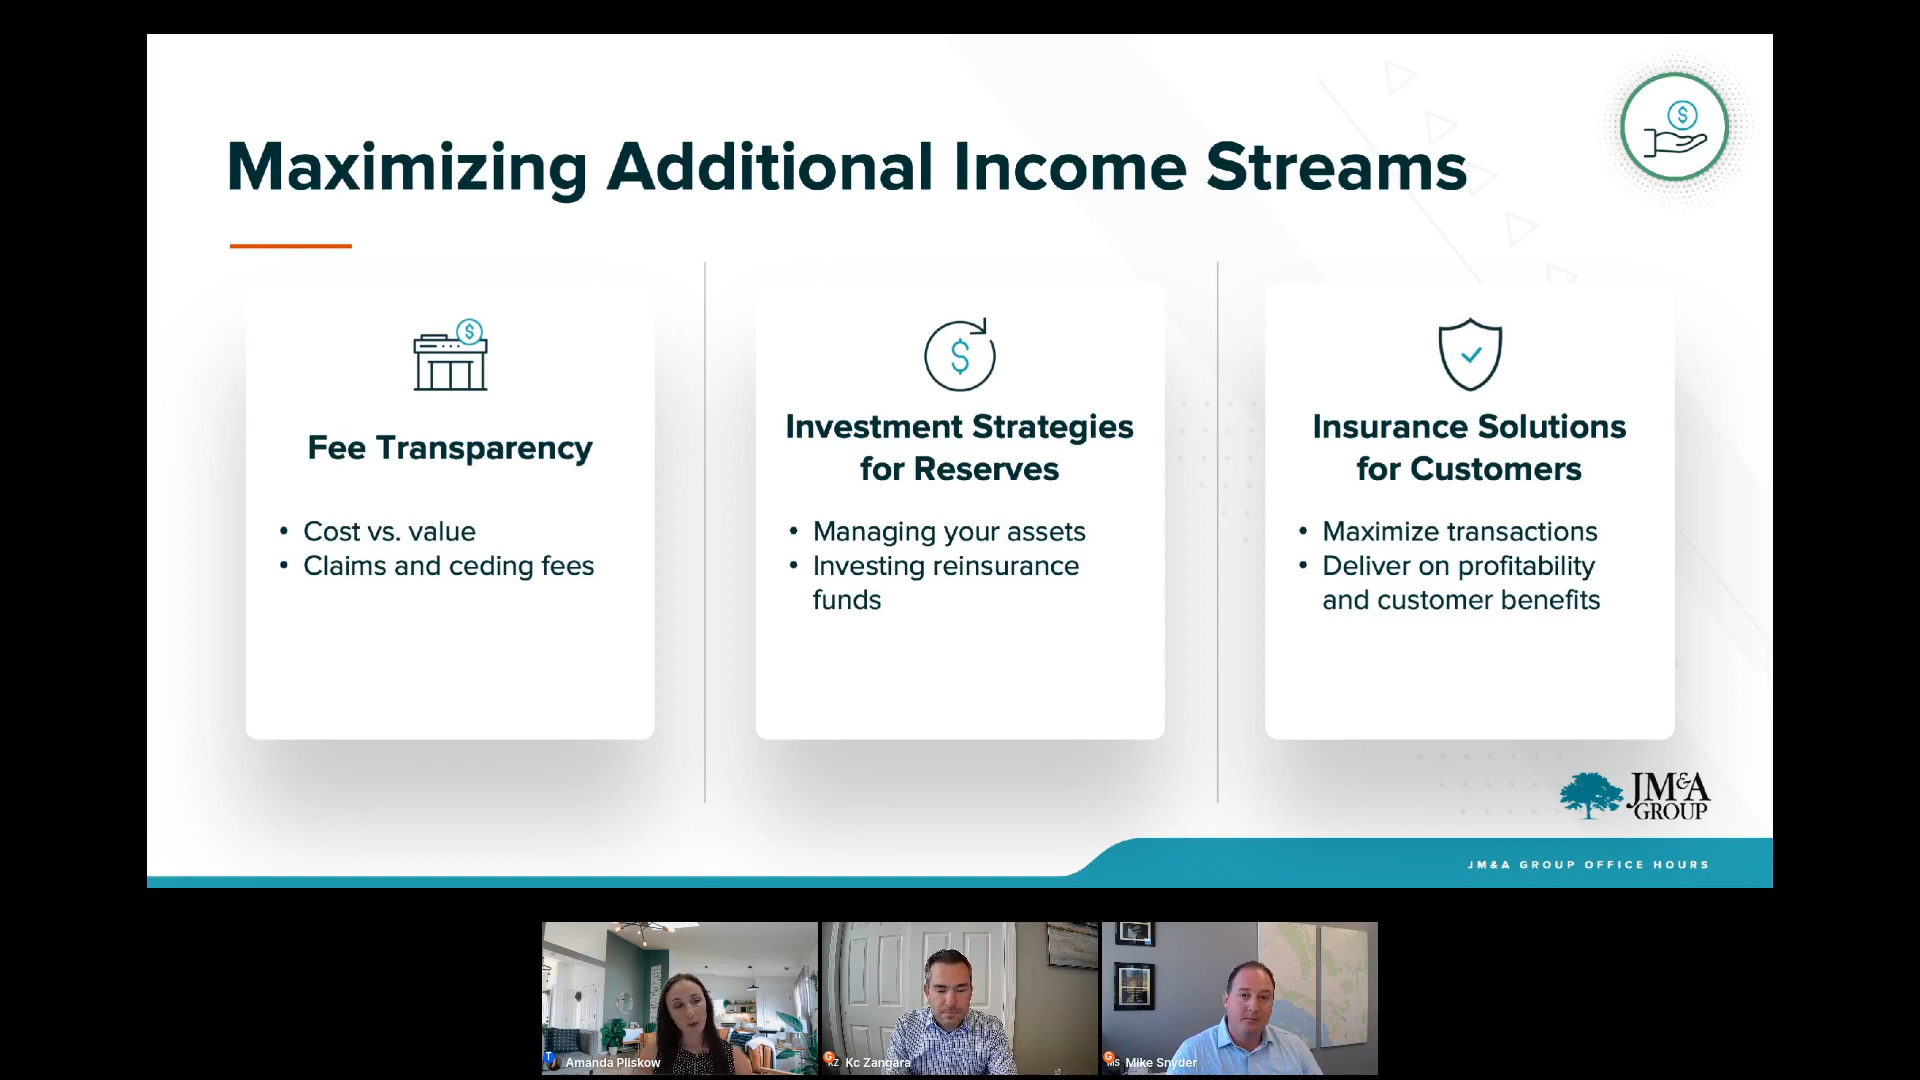 Maximizing Additional Income Streams
$
$
Fee Transparency
• Cost vs. value
• Claims and ceding fees
$
Investment Strategies
for Reserves
• Managing your assets
• Investing reinsurance
funds
Insurance Solutions
for Customers
• Maximize transactions
• Deliver on profitability
and customer benefits
JM&A
GROUP
JM&A GROUP OFFICE HOURS
T
Amanda Pliskow
G
KZ
Kc Zangara
G
MS
Mike Snyder